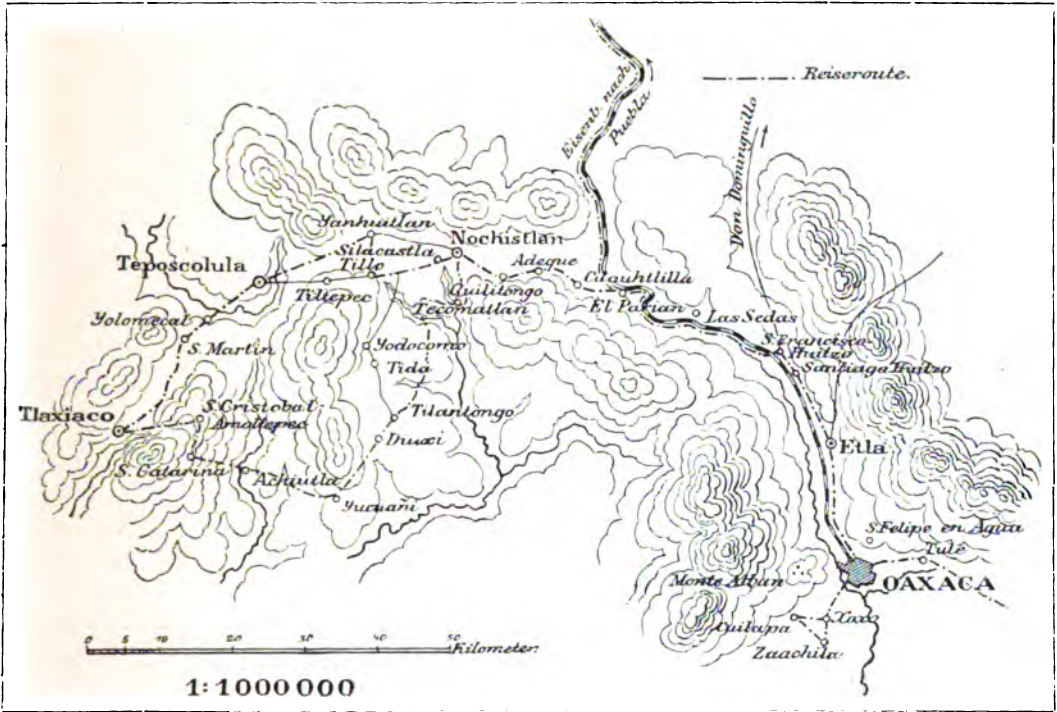 Reiseroute.
Eisenb. nach
Puebla
Don Dominguillo
Yanhuitlan
Silacastla
Nochistlan
Tillo
Adeque
Teposcolula
Cuauhtlilla
Tiltepec
Quilitongo
Tecomatlan
El Parian
Las Sedas
Yolomecal
S. Martin
Yodocono
S. Francisco
Huitzo
Santiago Huitzo
Tida
Tlaxiaco
S. Cristobal
Amoltepec
Tilantongo
Etla
S. Catarina
Achiutla
Yucuañi
S. Felipe en Agua
Tule
Monte Alban
OAXACA
Cuilapa
Xoxo
Zaachila
0 5 10 20 30 40 50 Kilometer.
1:1000000